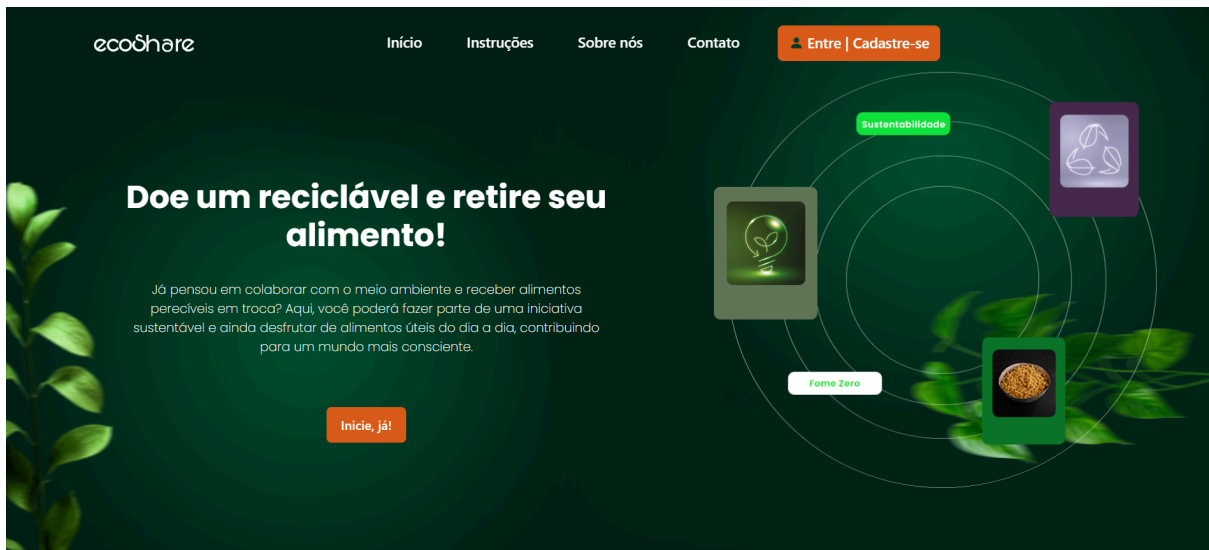 ecoShare
Início
Instruções
Sobre nós
Contato
Entre | Cadastre-se
Sustentabilidade
Doe um reciclável e retire seu
alimento!
Já pensou em colaborar com o meio ambiente e receber alimentos
perecíveis em troca? Aqui, você poderá fazer parte de uma iniciativa
sustentável e ainda desfrutar de alimentos úteis do dia a dia, contribuindo
para um mundo mais consciente.
Fome Zero
Inicie, já!